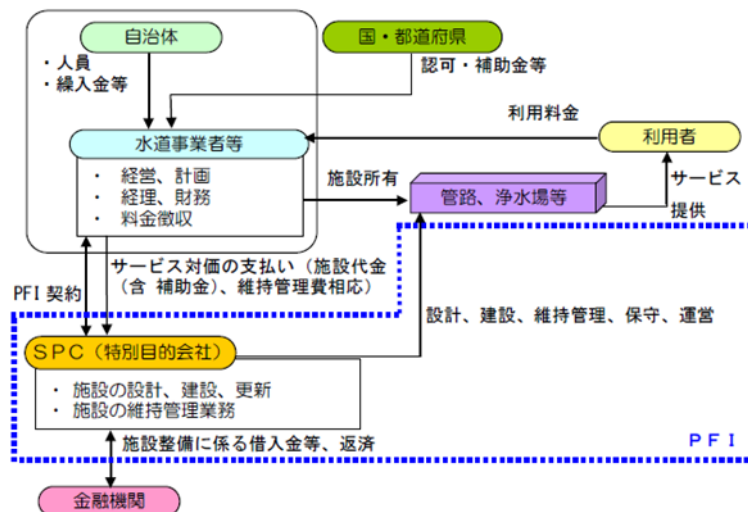 自治体
国・都道府県
・人員
・繰入金等
認可・補助金等
利用料金
水道事業者等
利用者
・ 経営、計画
・ 経理、財務
・ 料金徴収
施設所有
管路、浄水場等
サービス
提供
サービス対価の支払い（施設代金
（含 補助金）、維持管理費相応）
PFI 契約
設計、建設、維持管理、保守、運営
ＳＰＣ（特別目的会社）
・ 施設の設計、建設、更新
・ 施設の維持管理業務
ＰＦＩ
施設整備に係る借入金等、返済
金融機関